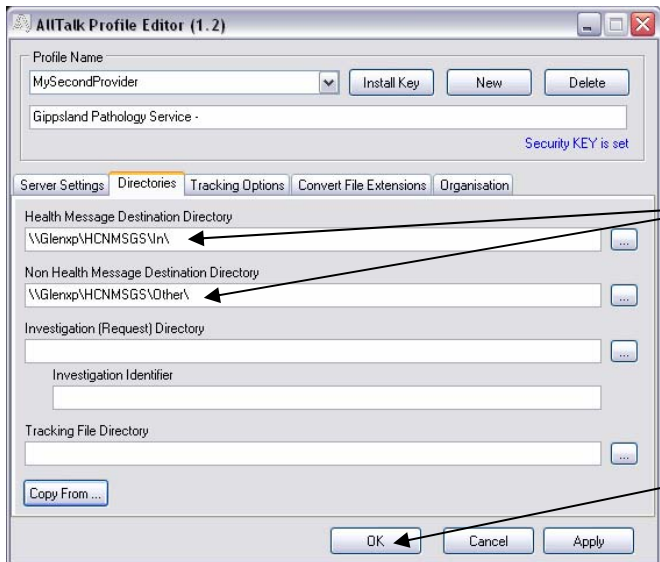 AllTalk Profile Editor (1.2)
Profile Name
MySecondProvider
Install Key New Delete
Gippsland Pathology Service -
Security KEY is set
Server Settings Directories Tracking Options Convert File Extensions Organisation
Health Message Destination Directory
\\Glenxp\HCNMSGS\In\ ...
Non Health Message Destination Directory
\\Glenxp\HCNMSGS\Other\ ...
Investigation (Request) Directory
...
Investigation Identifier
Tracking File Directory
...
Copy From ...
OK Cancel Apply